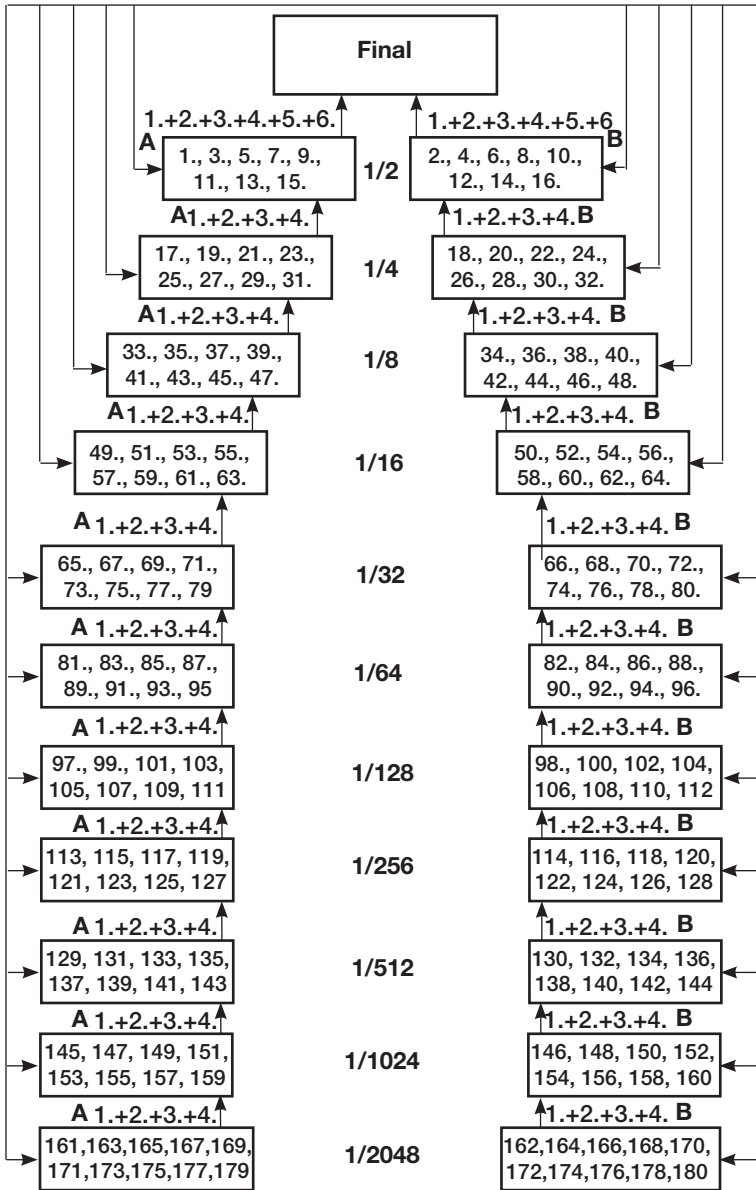 Final
1.+2.+3.+4.+5.+6. 1.+2.+3.+4.+5.+6
A B
1., 3., 5., 7., 9., 1/2 2., 4., 6., 8., 10.,
11., 13., 15. 12., 14., 16.
A 1.+2.+3.+4. 1.+2.+3.+4. B
17., 19., 21., 23., 1/4 18., 20., 22., 24.,
25., 27., 29., 31. 26., 28., 30., 32.
A 1.+2.+3.+4. 1.+2.+3.+4. B
33., 35., 37., 39., 1/8 34., 36., 38., 40.,
41., 43., 45., 47. 42., 44., 46., 48.
A 1.+2.+3.+4. 1.+2.+3.+4. B
49., 51., 53., 55., 1/16 50., 52., 54., 56.,
57., 59., 61., 63. 58., 60., 62., 64.
A 1.+2.+3.+4. 1.+2.+3.+4. B
65., 67., 69., 71., 1/32 66., 68., 70., 72.,
73., 75., 77., 79 74., 76., 78., 80.
A 1.+2.+3.+4. 1.+2.+3.+4. B
81., 83., 85., 87., 1/64 82., 84., 86., 88.,
89., 91., 93., 95 90., 92., 94., 96.
A 1.+2.+3.+4. 1.+2.+3.+4. B
97., 99., 101, 103, 1/128 98., 100, 102, 104,
105, 107, 109, 111 106, 108, 110, 112
A 1.+2.+3.+4. 1.+2.+3.+4. B
113, 115, 117, 119, 1/256 114, 116, 118, 120,
121, 123, 125, 127 122, 124, 126, 128
A 1.+2.+3.+4. 1.+2.+3.+4. B
129, 131, 133, 135, 1/512 130, 132, 134, 136,
137, 139, 141, 143 138, 140, 142, 144
A 1.+2.+3.+4. 1.+2.+3.+4. B
145, 147, 149, 151, 1/1024 146, 148, 150, 152,
153, 155, 157, 159 154, 156, 158, 160
A 1.+2.+3.+4. 1.+2.+3.+4. B
161,163,165,167,169, 1/2048 162,164,166,168,170,
171,173,175,177,179 172,174,176,178,180